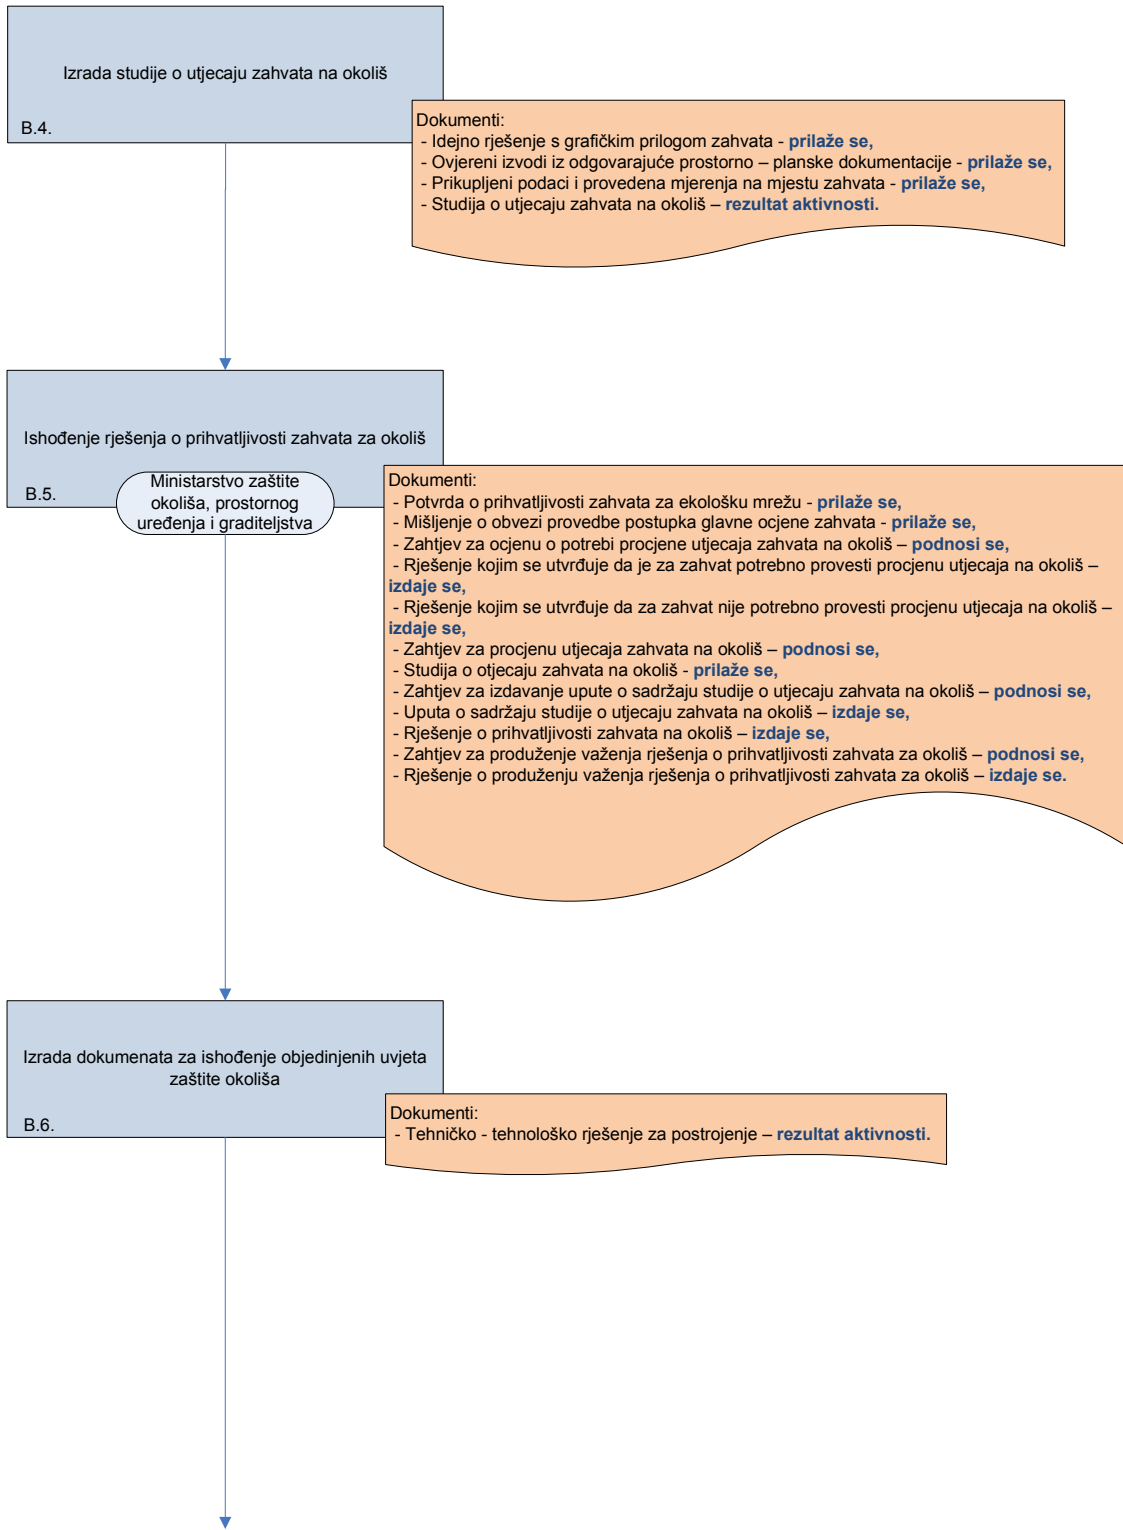 Izrada studije o utjecaju zahvata na okoliš
B.4.
Dokumenti:
- Idejno rješenje s grafičkim prilogom zahvata - prilaže se,
- Ovjereni izvodi iz odgovarajuće prostorno – planske dokumentacije - prilaže se,
- Prikupljeni podaci i provedena mjerenja na mjestu zahvata - prilaže se,
- Studija o utjecaju zahvata na okoliš – rezultat aktivnosti.
Ishođenje rješenja o prihvatljivosti zahvata za okoliš
B.5.
Ministarstvo zaštite
okoliša, prostornog
uređenja i graditeljstva
Dokumenti:
- Potvrda o prihvatljivosti zahvata za ekološku mrežu - prilaže se,
- Mišljenje o obvezi provedbe postupka glavne ocjene zahvata - prilaže se,
- Zahtjev za ocjenu o potrebi procjene utjecaja zahvata na okoliš – podnosi se,
- Rješenje kojim se utvrđuje da je za zahvat potrebno provesti procjenu utjecaja na okoliš –
izdaje se,
- Rješenje kojim se utvrđuje da za zahvat nije potrebno provesti procjenu utjecaja na okoliš –
izdaje se,
- Zahtjev za procjenu utjecaja zahvata na okoliš – podnosi se,
- Studija o otjecaju zahvata na okoliš - prilaže se,
- Zahtjev za izdavanje upute o sadržaju studije o utjecaju zahvata na okoliš – podnosi se,
- Uputa o sadržaju studije o utjecaju zahvata na okoliš – izdaje se,
- Rješenje o prihvatljivosti zahvata na okoliš – izdaje se,
- Zahtjev za produženje važenja rješenja o prihvatljivosti zahvata za okoliš – podnosi se,
- Rješenje o produženju važenja rješenja o prihvatljivosti zahvata za okoliš – izdaje se.
Izrada dokumenata za ishođenje objedinjenih uvjeta
zaštite okoliša
B.6.
Dokumenti:
- Tehničko - tehnološko rješenje za postrojenje – rezultat aktivnosti.